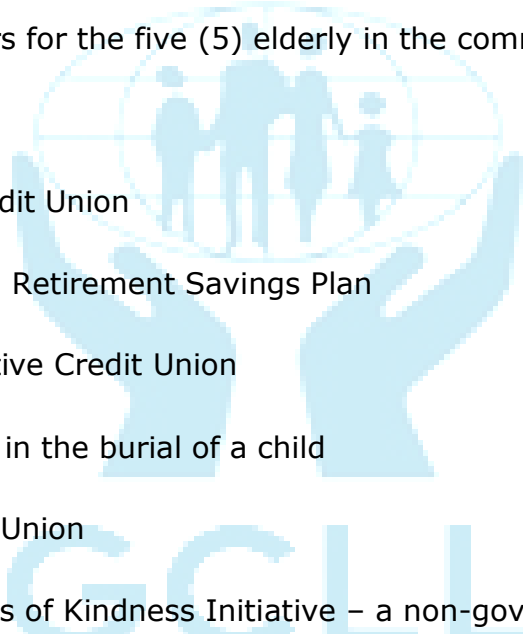 rs for the five (5) elderly in the comm
dit Union
Retirement Savings Plan
tive Credit Union
in the burial of a child
Union
s of Kindness Initiative – a non-gov